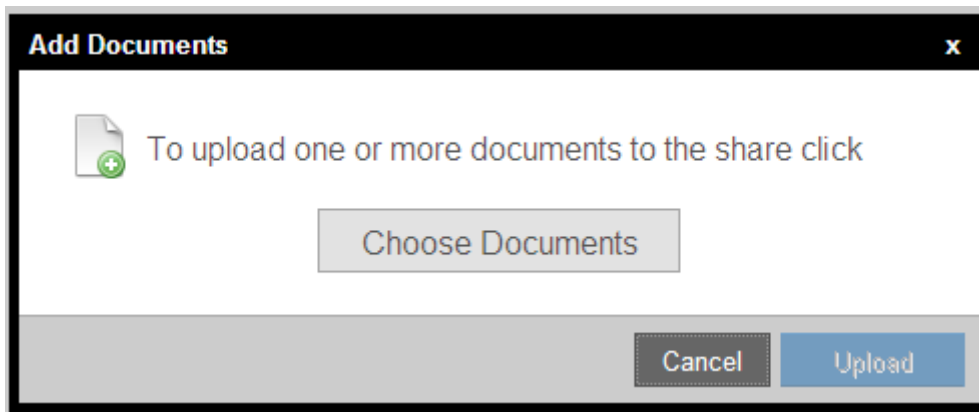 Add Documents x
To upload one or more documents to the share click
Choose Documents
Cancel Upload